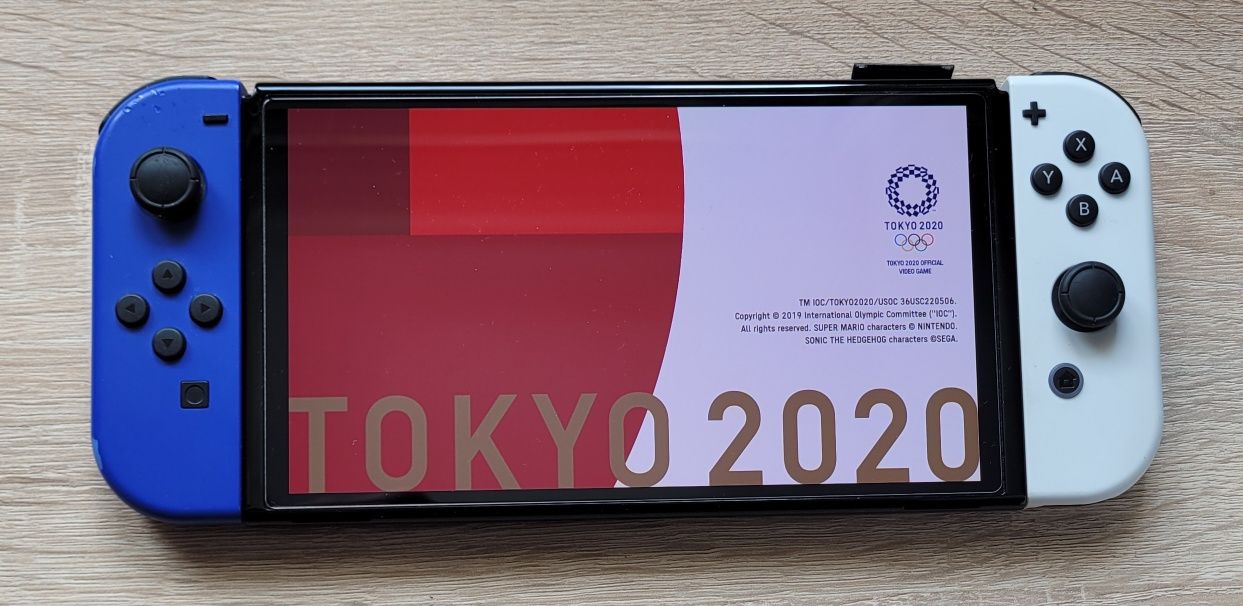 TOKYO 2020
TOKYO 2020 OFFICIAL
VIDEO GAME
TM IOC/TOKYO2020/USOC 36USC220506.
Copyright © 2019 International Olympic Committee ("IOC").
All rights reserved. SUPER MARIO characters © NINTENDO.
SONIC THE HEDGEHOG characters ©SEGA.
TOKYO 2020
X
Y
A
B